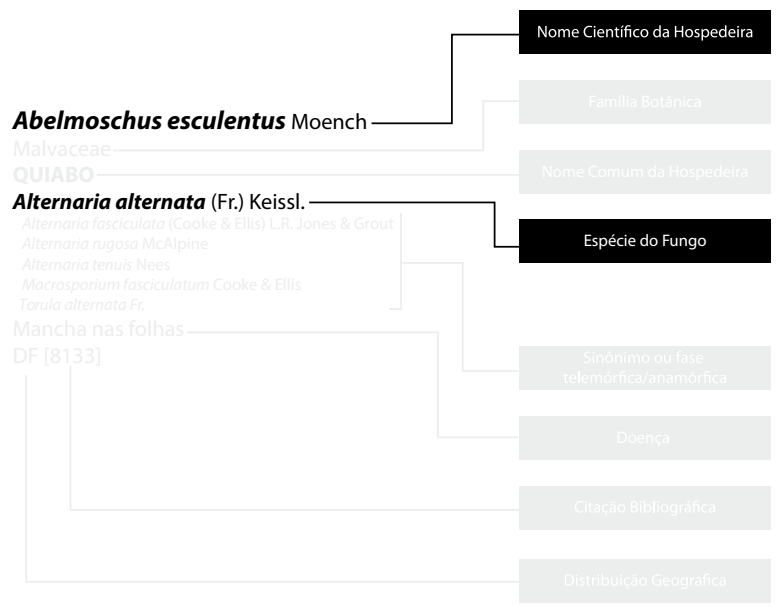 Nome Científico da Hospedeira
Família Botânica
Abelmoschus esculentus Moench
Malvaceae
QUIABO
Nome Comum da Hospedeira
Alternaria alternata (Fr.) Keissl.
Alternaria fasciculata (Cooke & Ellis) L.R. Jones & Grout
Alternaria rugosa McAlpine
Espécie do Fungo
Alternaria tenuis Nees
Macrosporium fasciculatum Cooke & Ellis
Torula alternata Fr.
Mancha nas folhas
DF [8133]
Sinônimo ou fase
telemórfica/anamórfica
Doença
Citação Bibliográfica
Distribuição Geografica